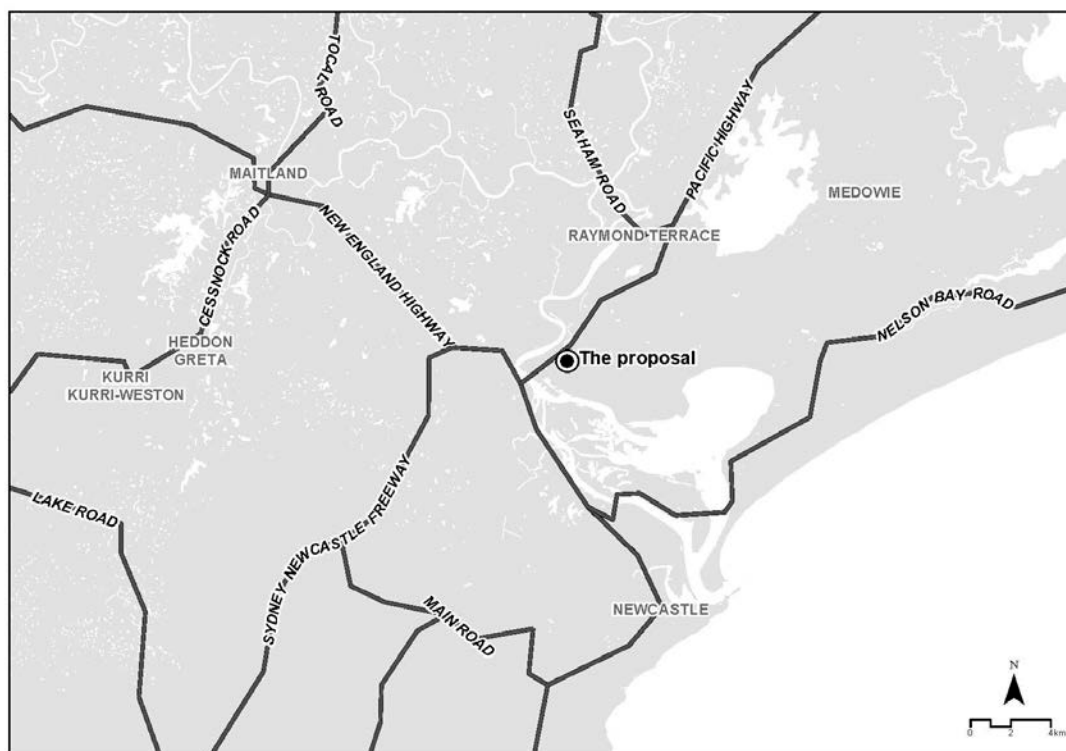 TOCAL ROAD
SEAHAM ROAD
PACIFIC HIGHWAY
MAITLAND
MEDOWIE
CESSNOCK ROAD
NEW ENGLAND HIGHWAY
RAYMOND TERRACE
NELSON BAY ROAD
HEDDON
GRETA
The proposal
KURRI
KURRI-WESTON
LAKE ROAD
SYDNEY NEWCASTLE FREEWAY
MAIN ROAD
NEWCASTLE
N
0 2 4km